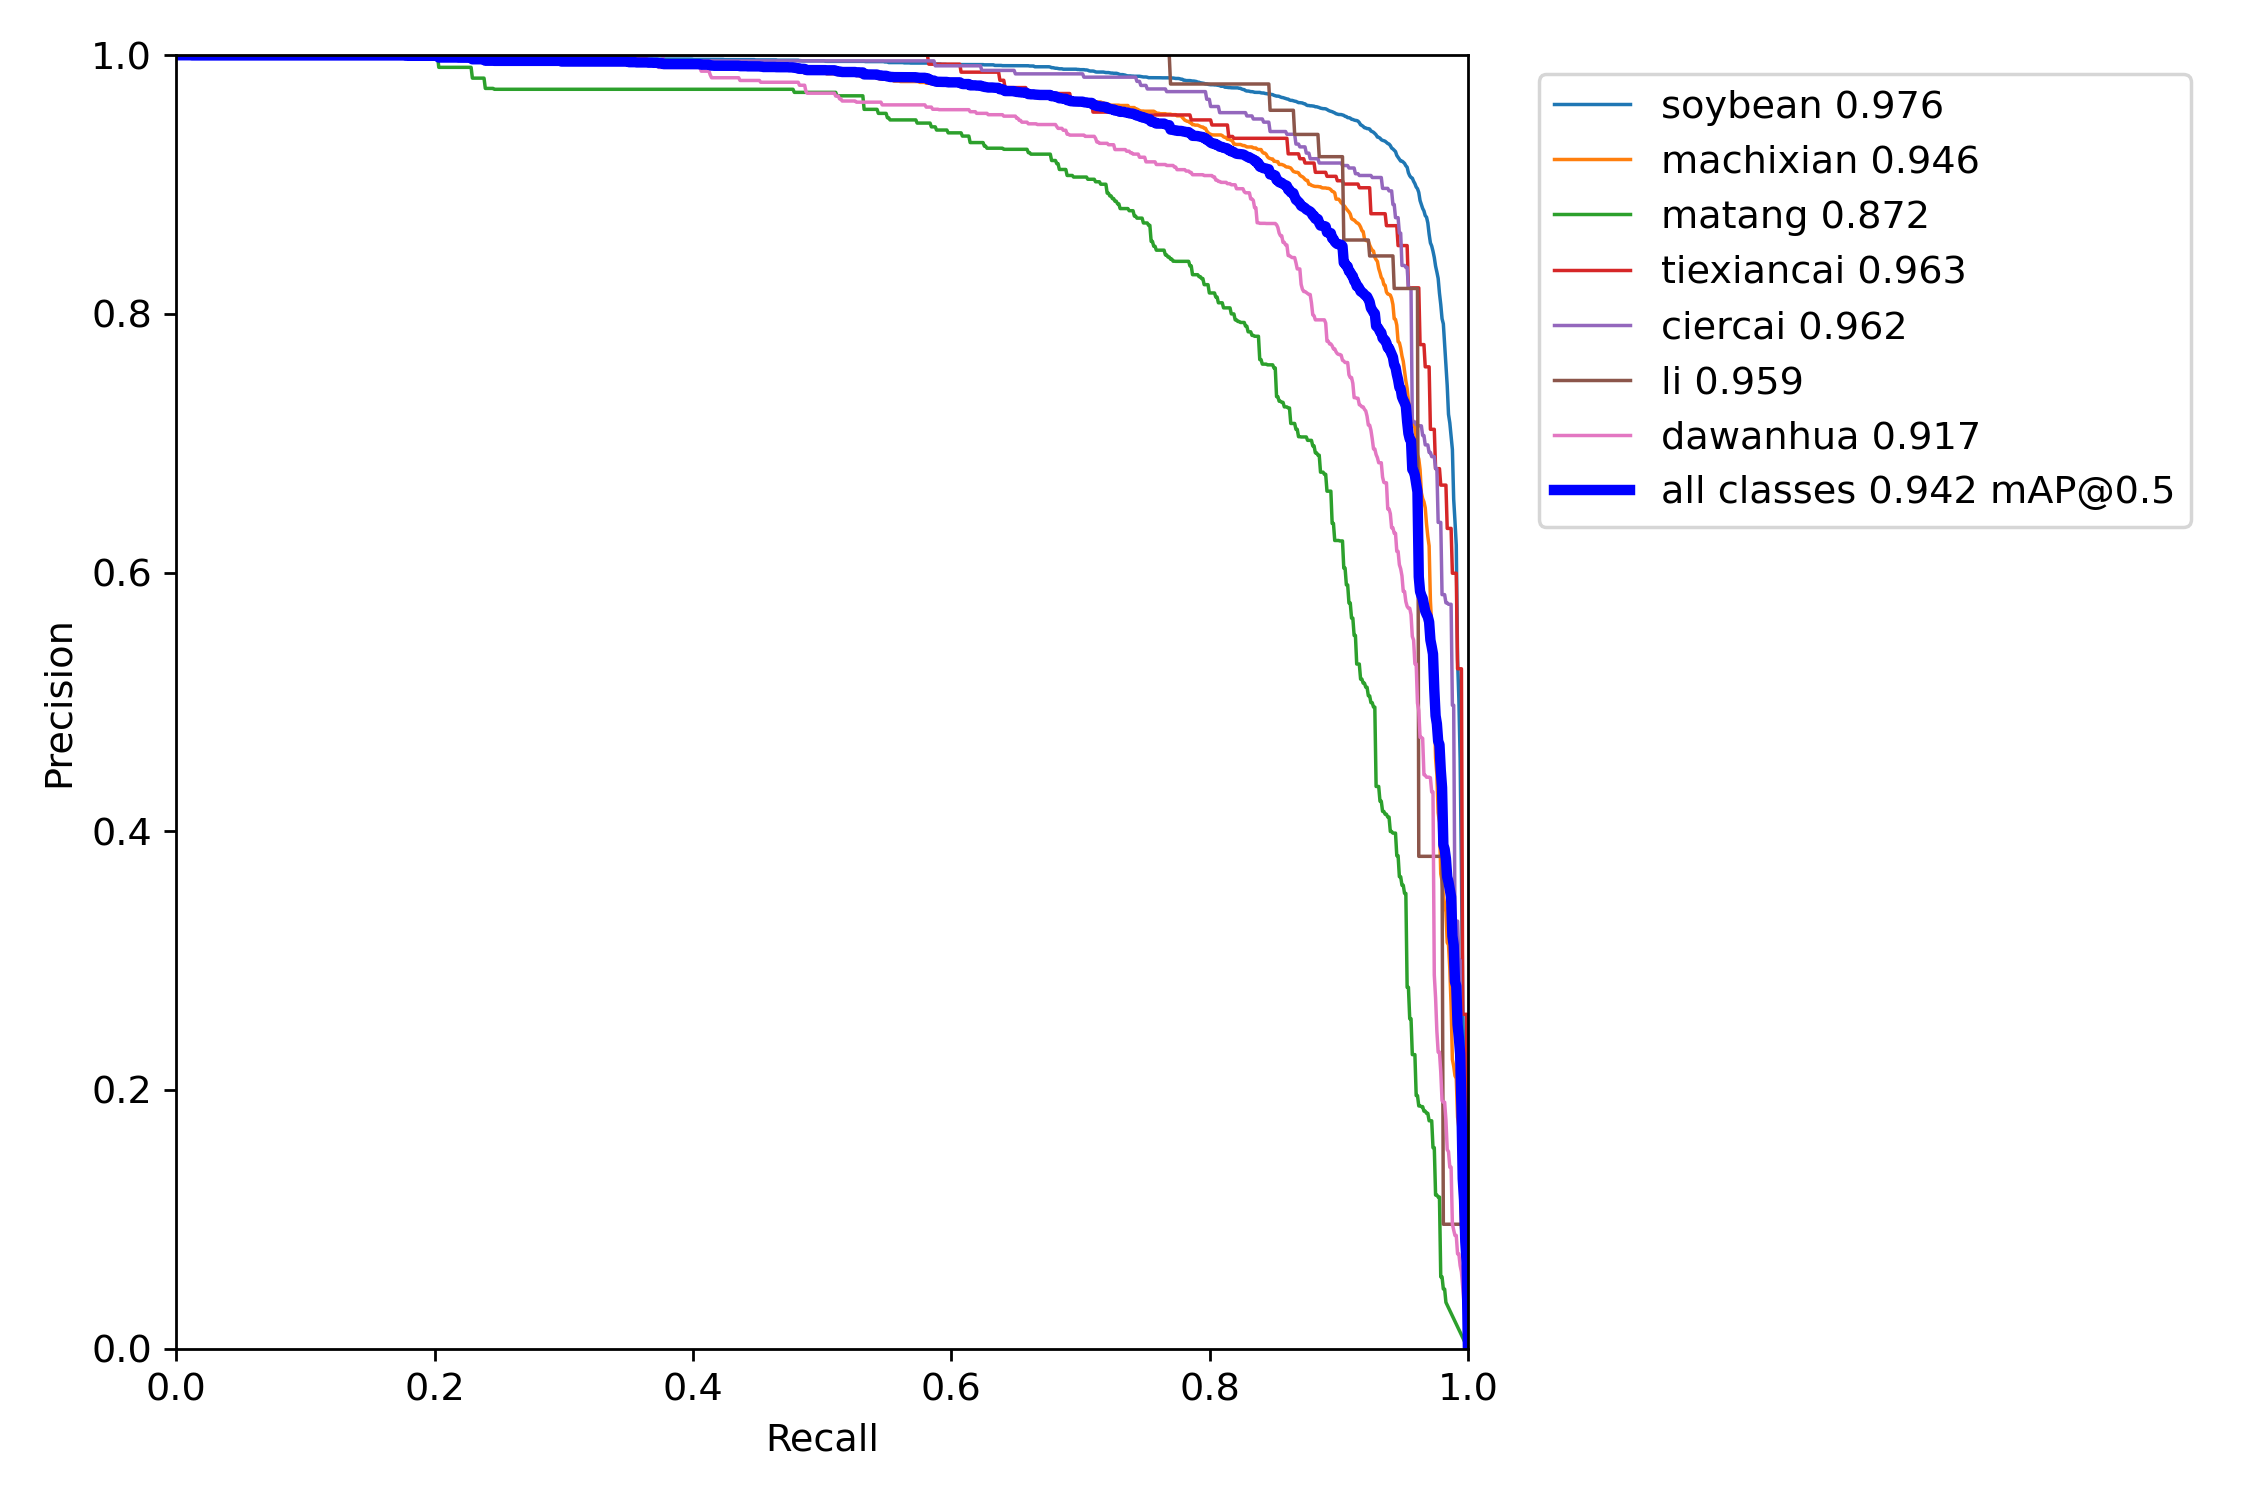 1.0
0.8
0.6
0.4
0.2
0.0
Precision
0.0 0.2 0.4 0.6 0.8 1.0
Recall
soybean 0.976
machixian 0.946
matang 0.872
tiexiancai 0.963
ciercai 0.962
li 0.959
dawanhua 0.917
all classes 0.942 mAP@0.5